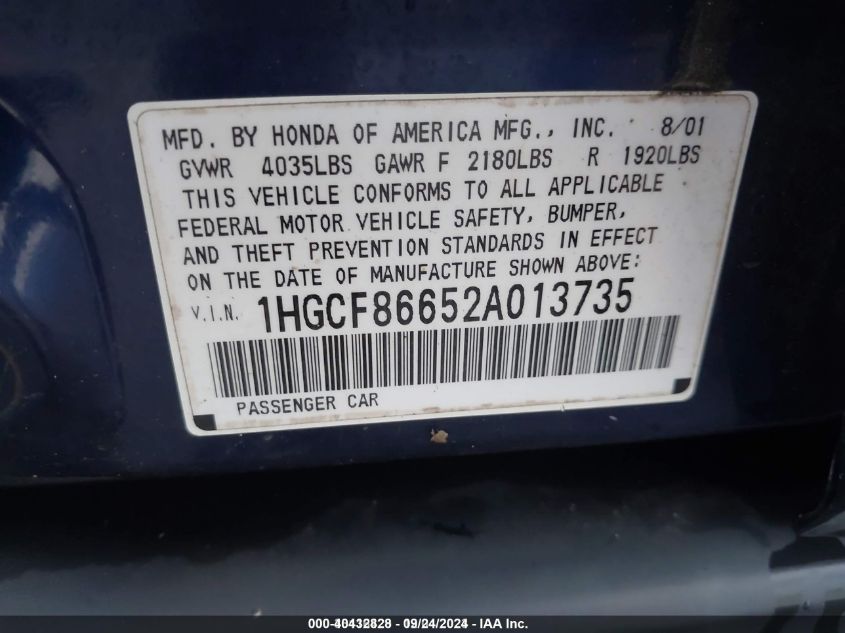 MFD. BY HONDA OF AMERICA MFG., INC. 8/01
GVWR 4035LBS GAWR F 2180LBS R 1920LBS
THIS VEHICLE CONFORMS TO ALL APPLICABLE
FEDERAL MOTOR VEHICLE SAFETY, BUMPER,
AND THEFT PREVENTION STANDARDS IN EFFECT
ON THE DATE OF MANUFACTURE SHOWN ABOVE:
V.I.N. 1HGCF86652A013735
PASSENGER CAR
000-40432828 - 09/24/2024 - IAA Inc.